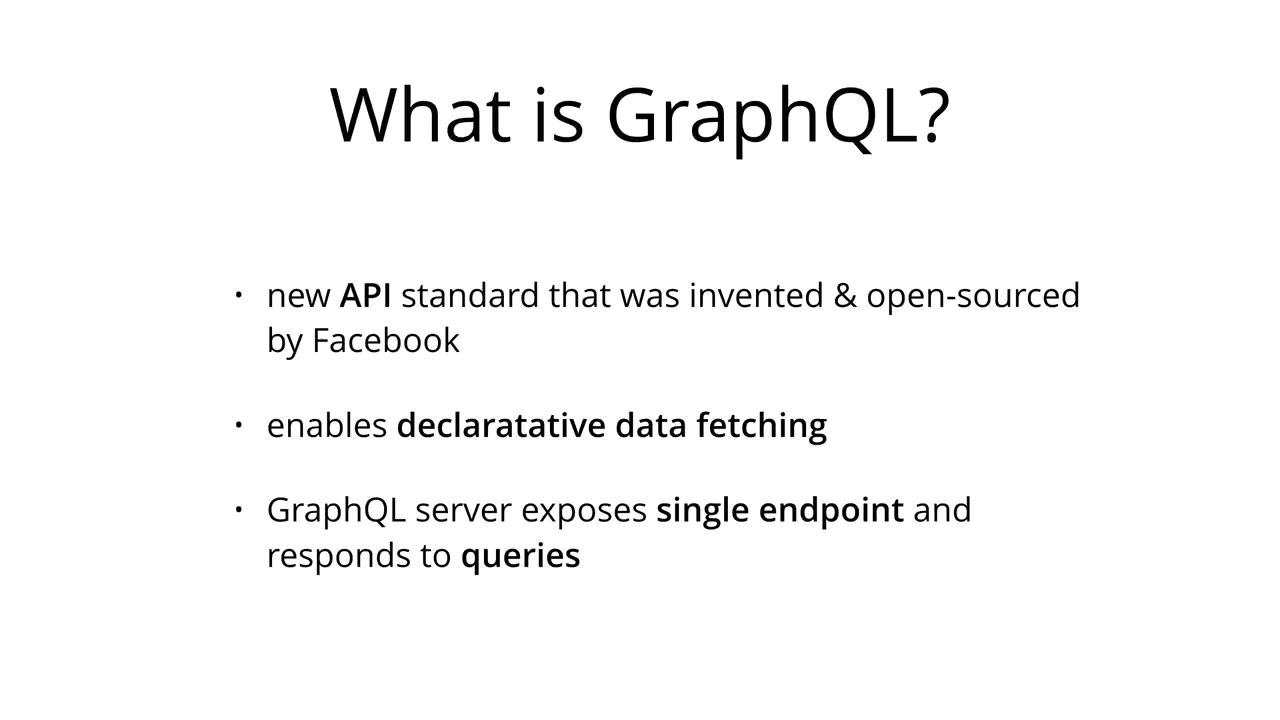 What is GraphQL?
• new API standard that was invented & open-sourced
by Facebook
• enables declaratative data fetching
• GraphQL server exposes single endpoint and
responds to queries